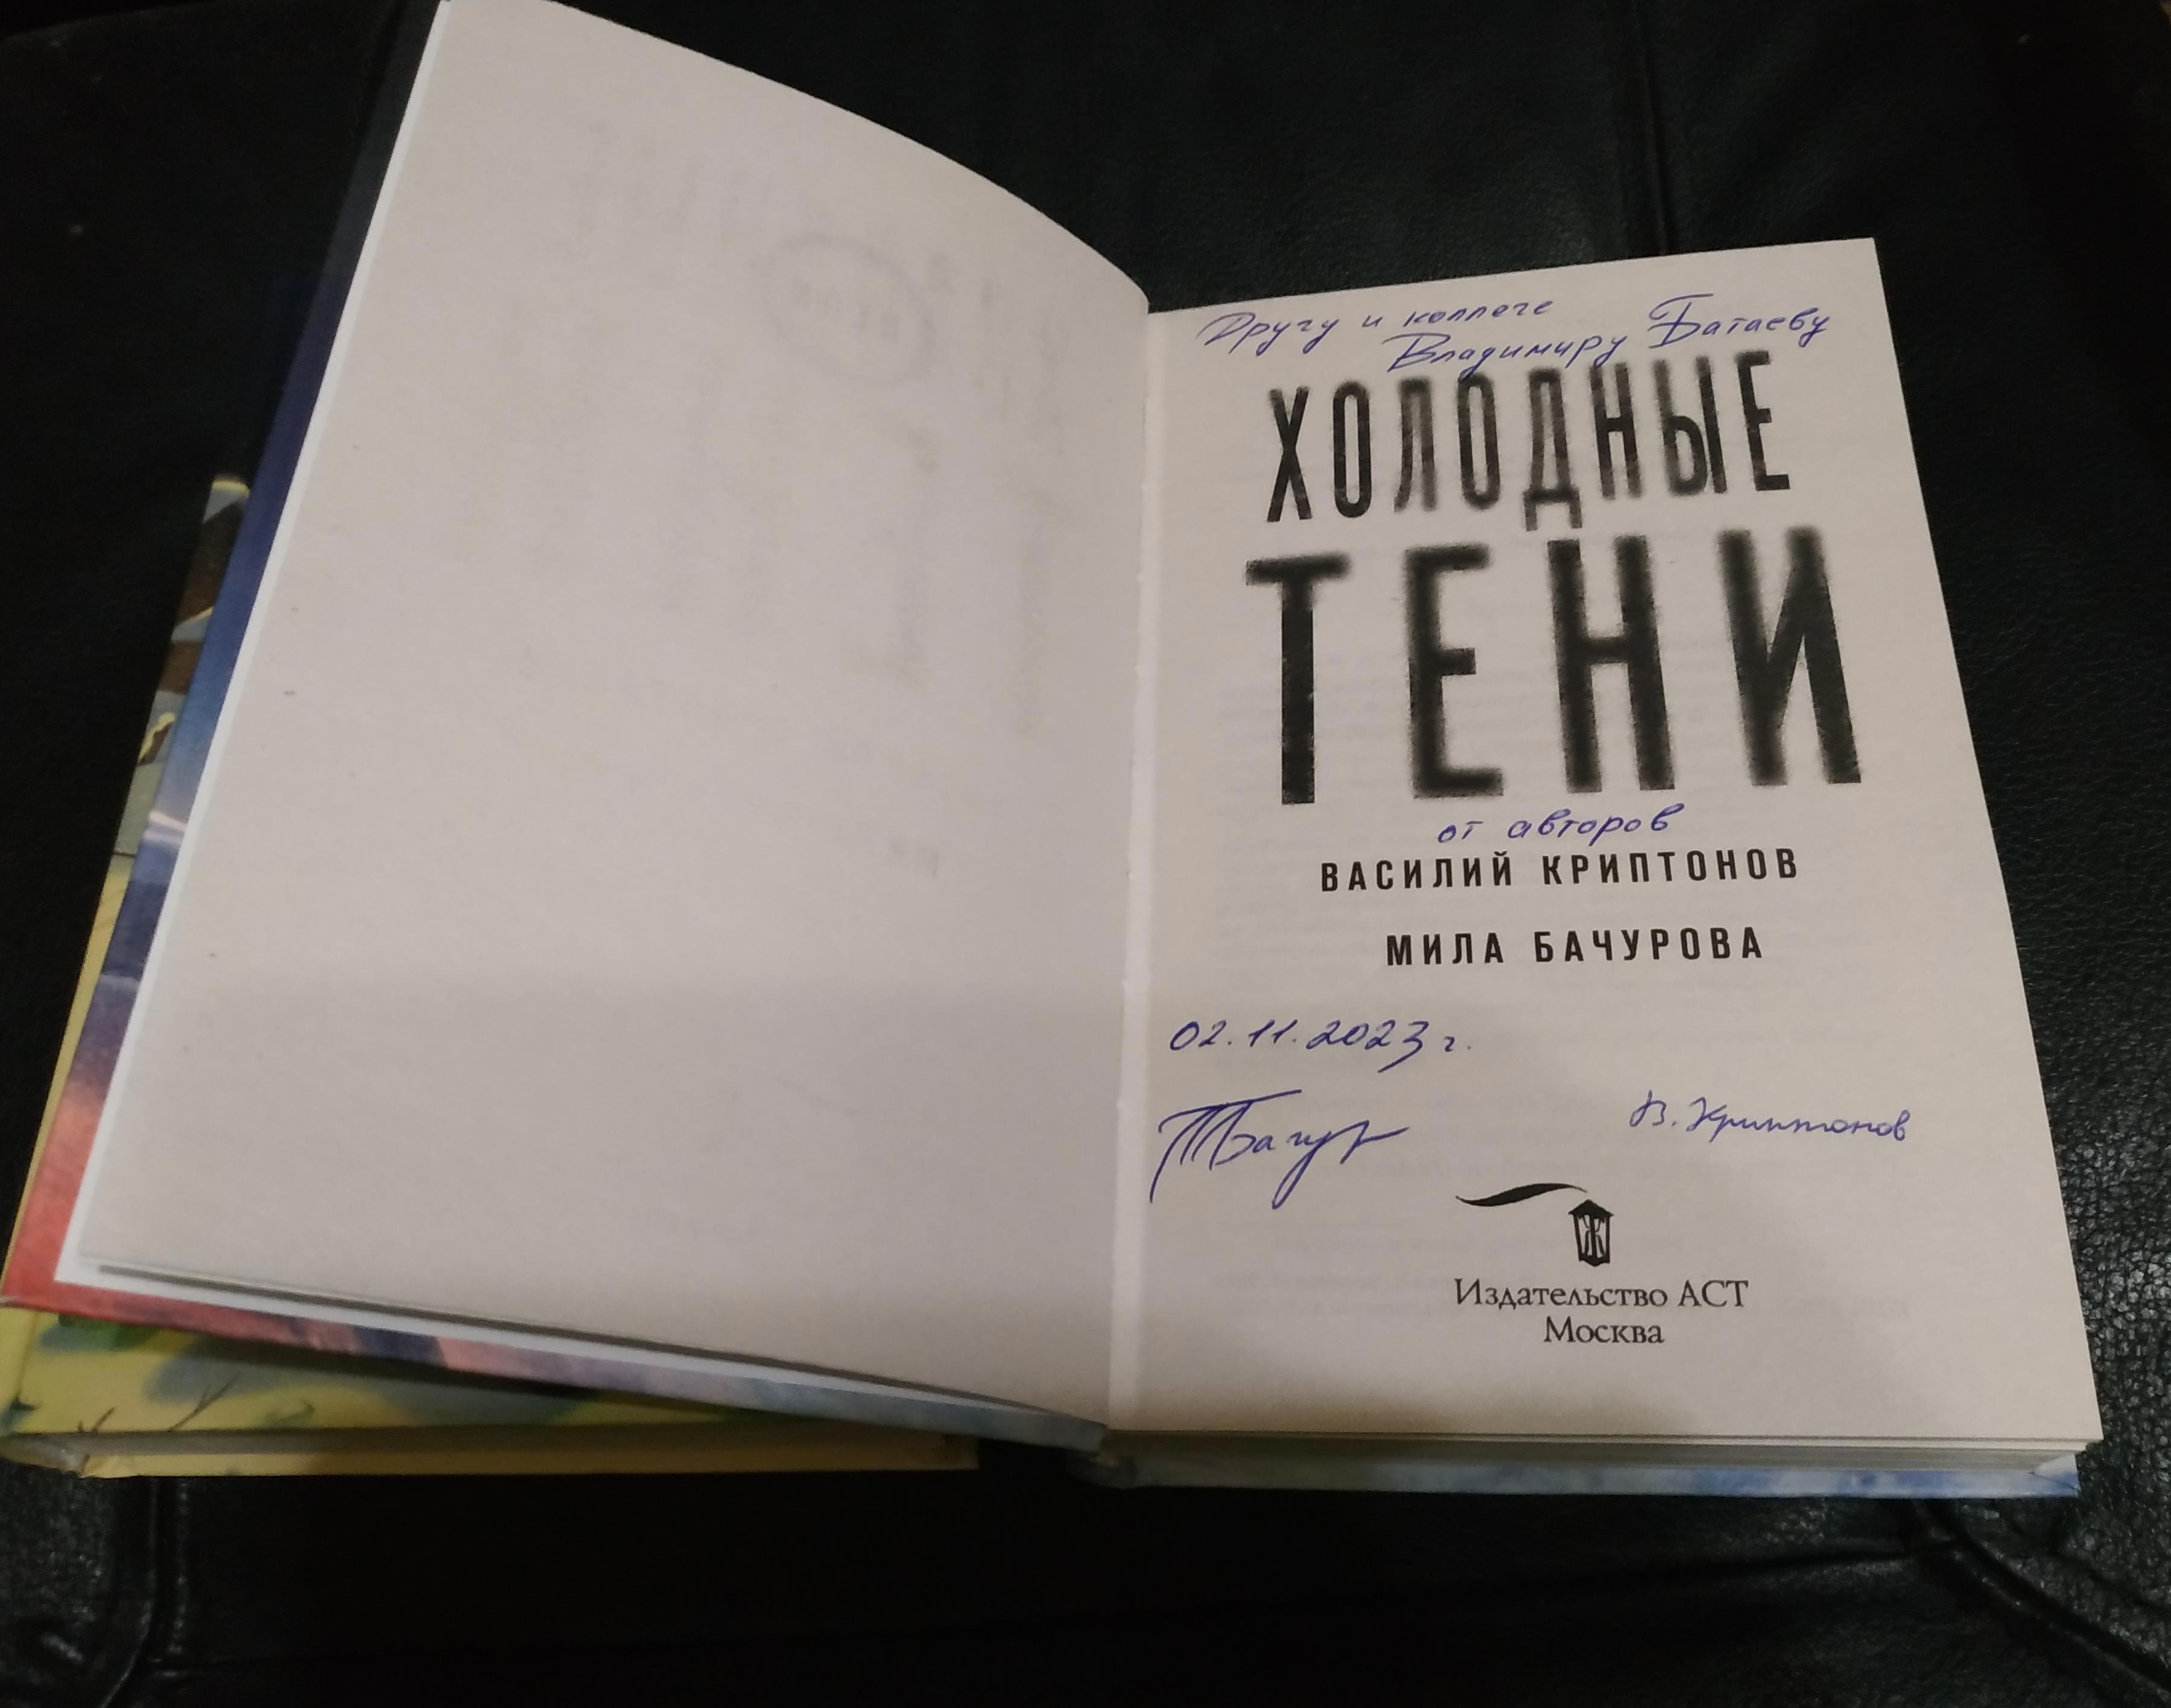 Другу и коллеге
Владимиру Батаеву
ХОЛОДНЫЕ
ТЕНИ
от авторов
ВАСИЛИЙ КРИПТОНОВ
МИЛА БАЧУРОВА
02.11.2023 г.
В. Криптонов
Ж
Издательство АСТ
Москва